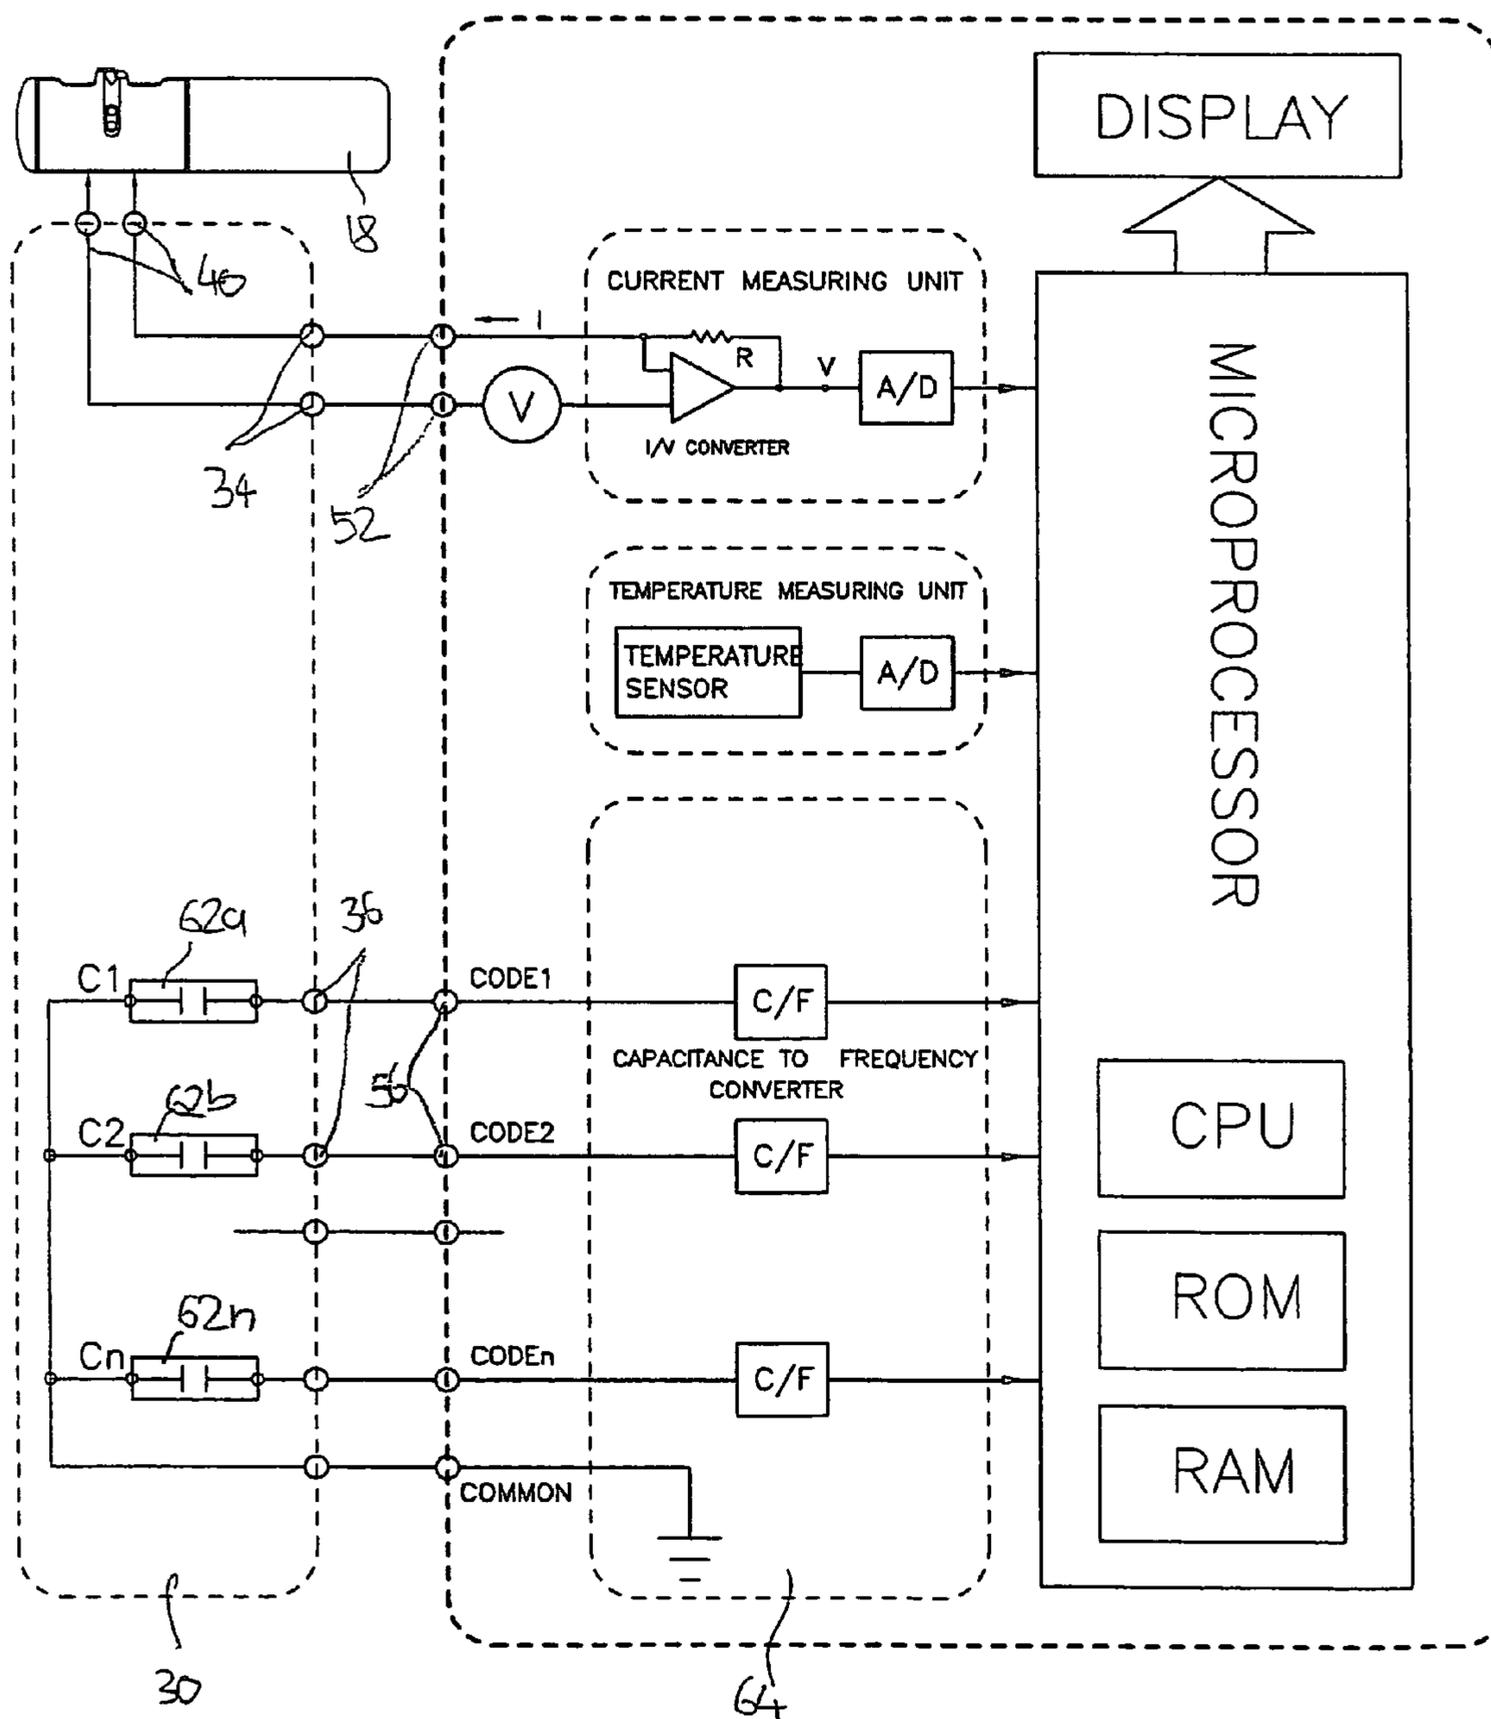 DISPLAY
18
40
CURRENT MEASURING UNIT
I
R
V
A/D
V
I/V CONVERTER
34
52
MICROPROCESSOR
TEMPERATURE MEASURING UNIT
TEMPERATURE
SENSOR
A/D
62a
36
C1
CODE1
C/F
CAPACITANCE TO FREQUENCY
CONVERTER
56
62b
C2
CODE2
C/F
CPU
ROM
62n
Cn
CODEn
C/F
RAM
COMMON
30
64